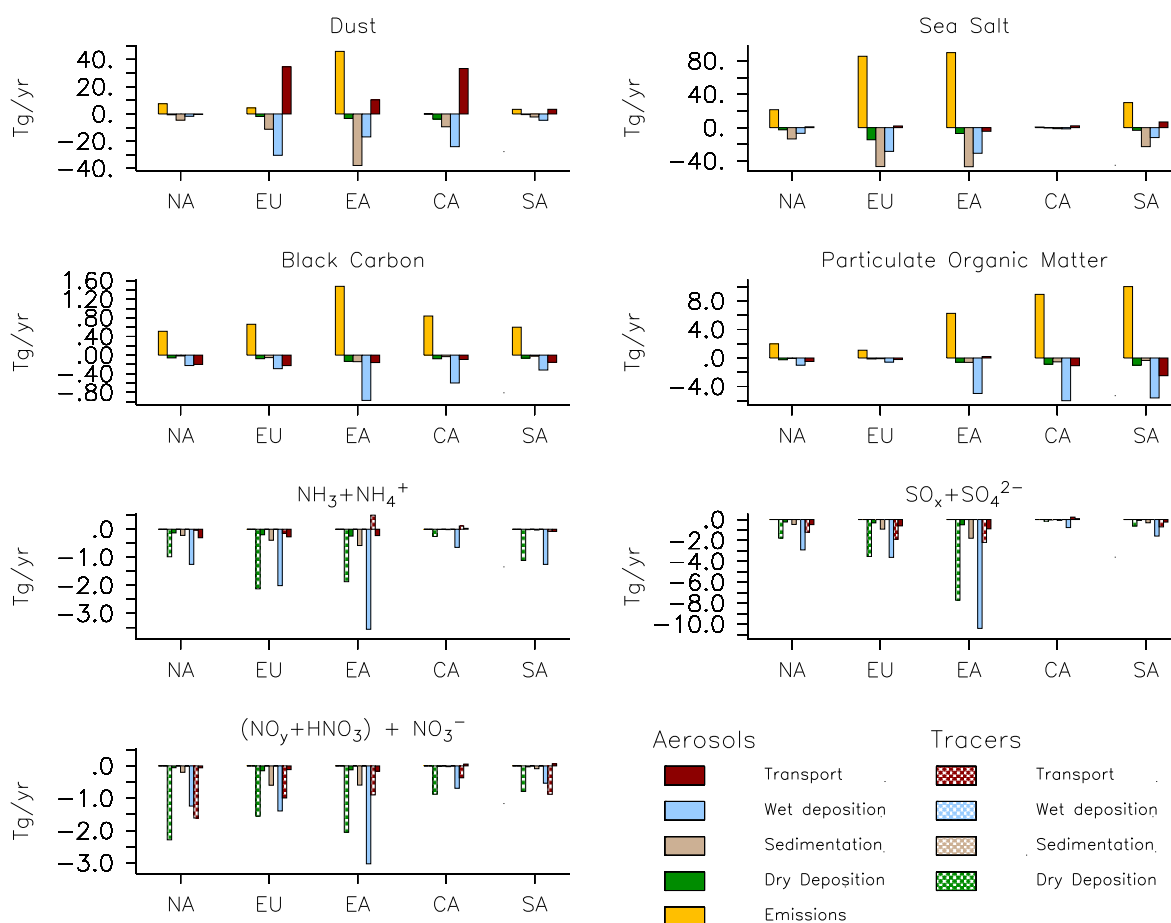 Dust
Tg/yr
40.
20.
0.
−20.
−40.
NA EU EA CA SA
Sea Salt
Tg/yr
80.
40.
0.
−40.
NA EU EA CA SA
Black Carbon
Tg/yr
1.60
1.20
.80
.40
.00
−.40
−.80
NA EU EA CA SA
Particulate Organic Matter
Tg/yr
8.0
4.0
.0
−4.0
NA EU EA CA SA
NH₃+NH₄⁺
Tg/yr
.0
−1.0
−2.0
−3.0
NA EU EA CA SA
SOₓ+SO₄²⁻
Tg/yr
.0
−2.0
−4.0
−6.0
−8.0
−10.0
NA EU EA CA SA
(NOy+HNO₃) + NO₃⁻
Tg/yr
.0
−1.0
−2.0
−3.0
NA EU EA CA SA
Aerosols
Transport
Wet deposition
Sedimentation
Dry Deposition
Emissions
Tracers
Transport
Wet deposition
Sedimentation
Dry Deposition